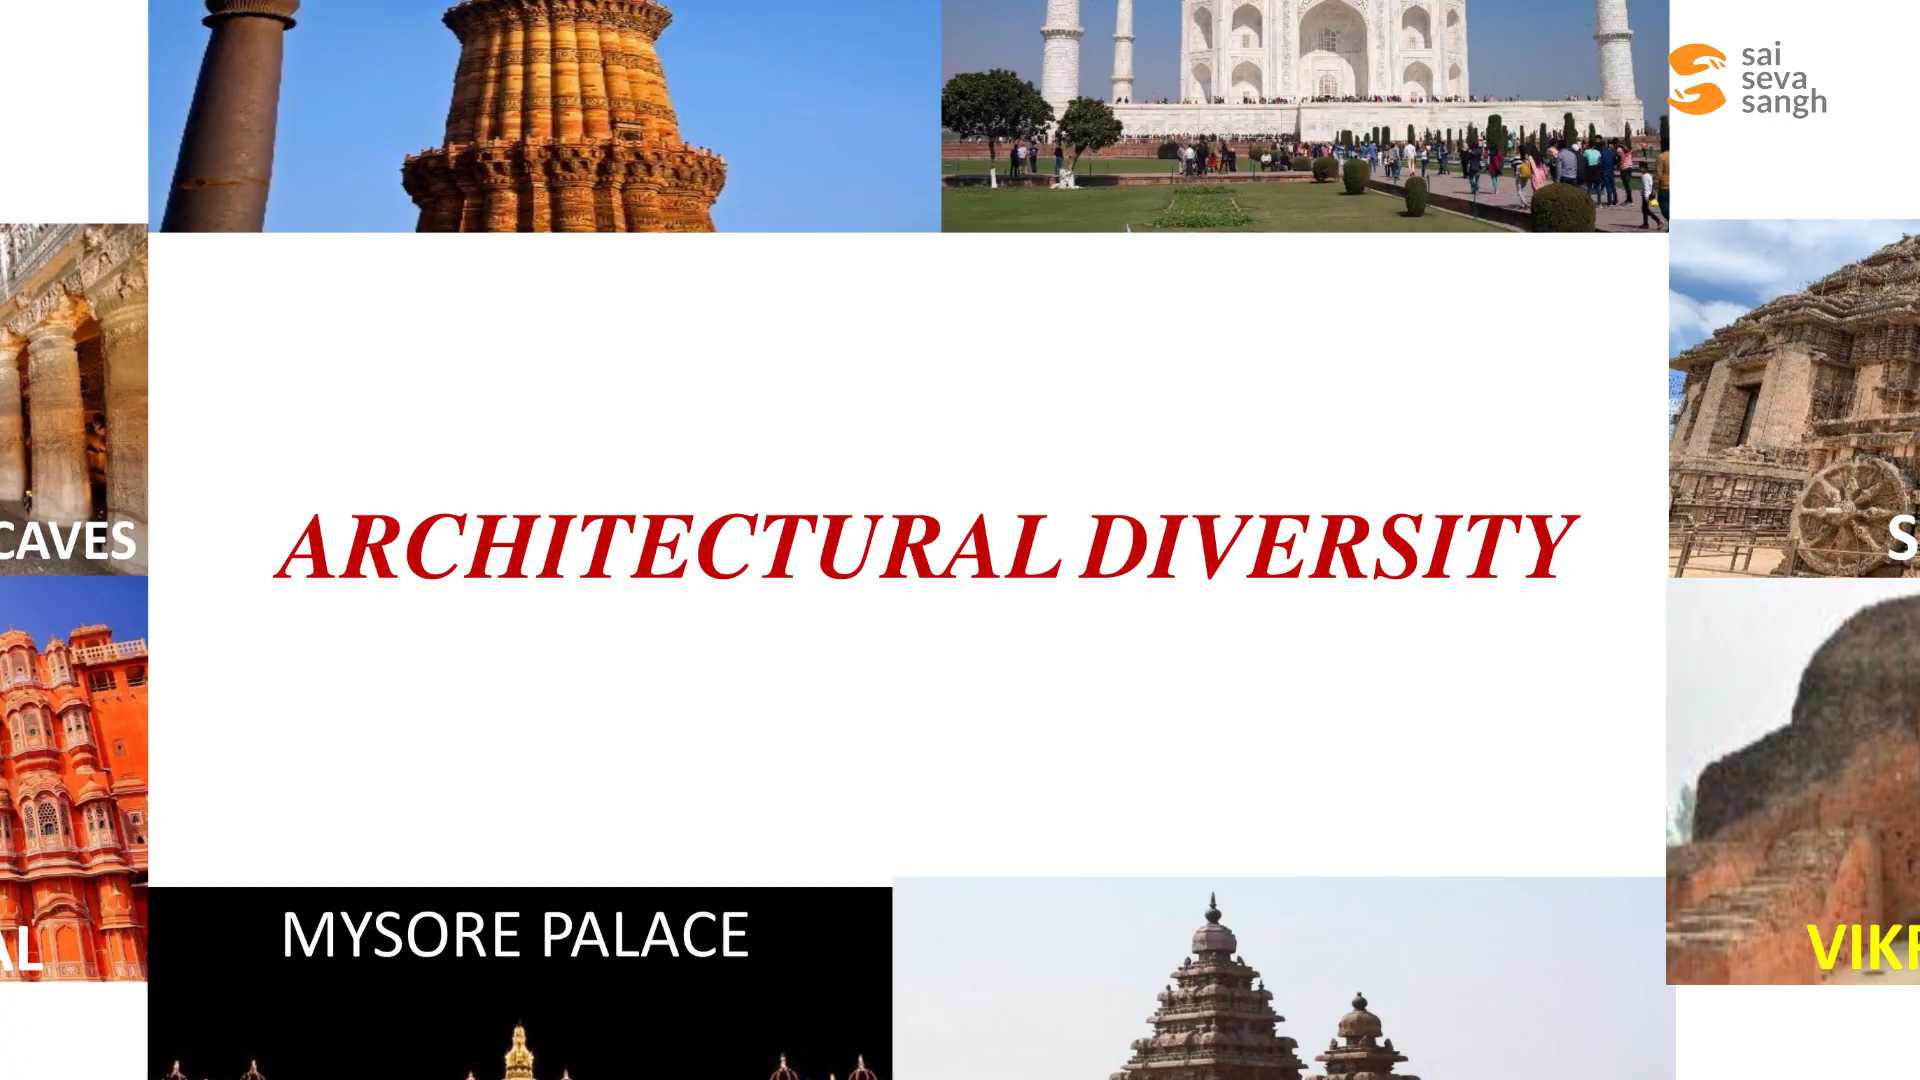 sai
seva
sangh
CAVES
ARCHITECTURAL DIVERSITY
MYSORE PALACE